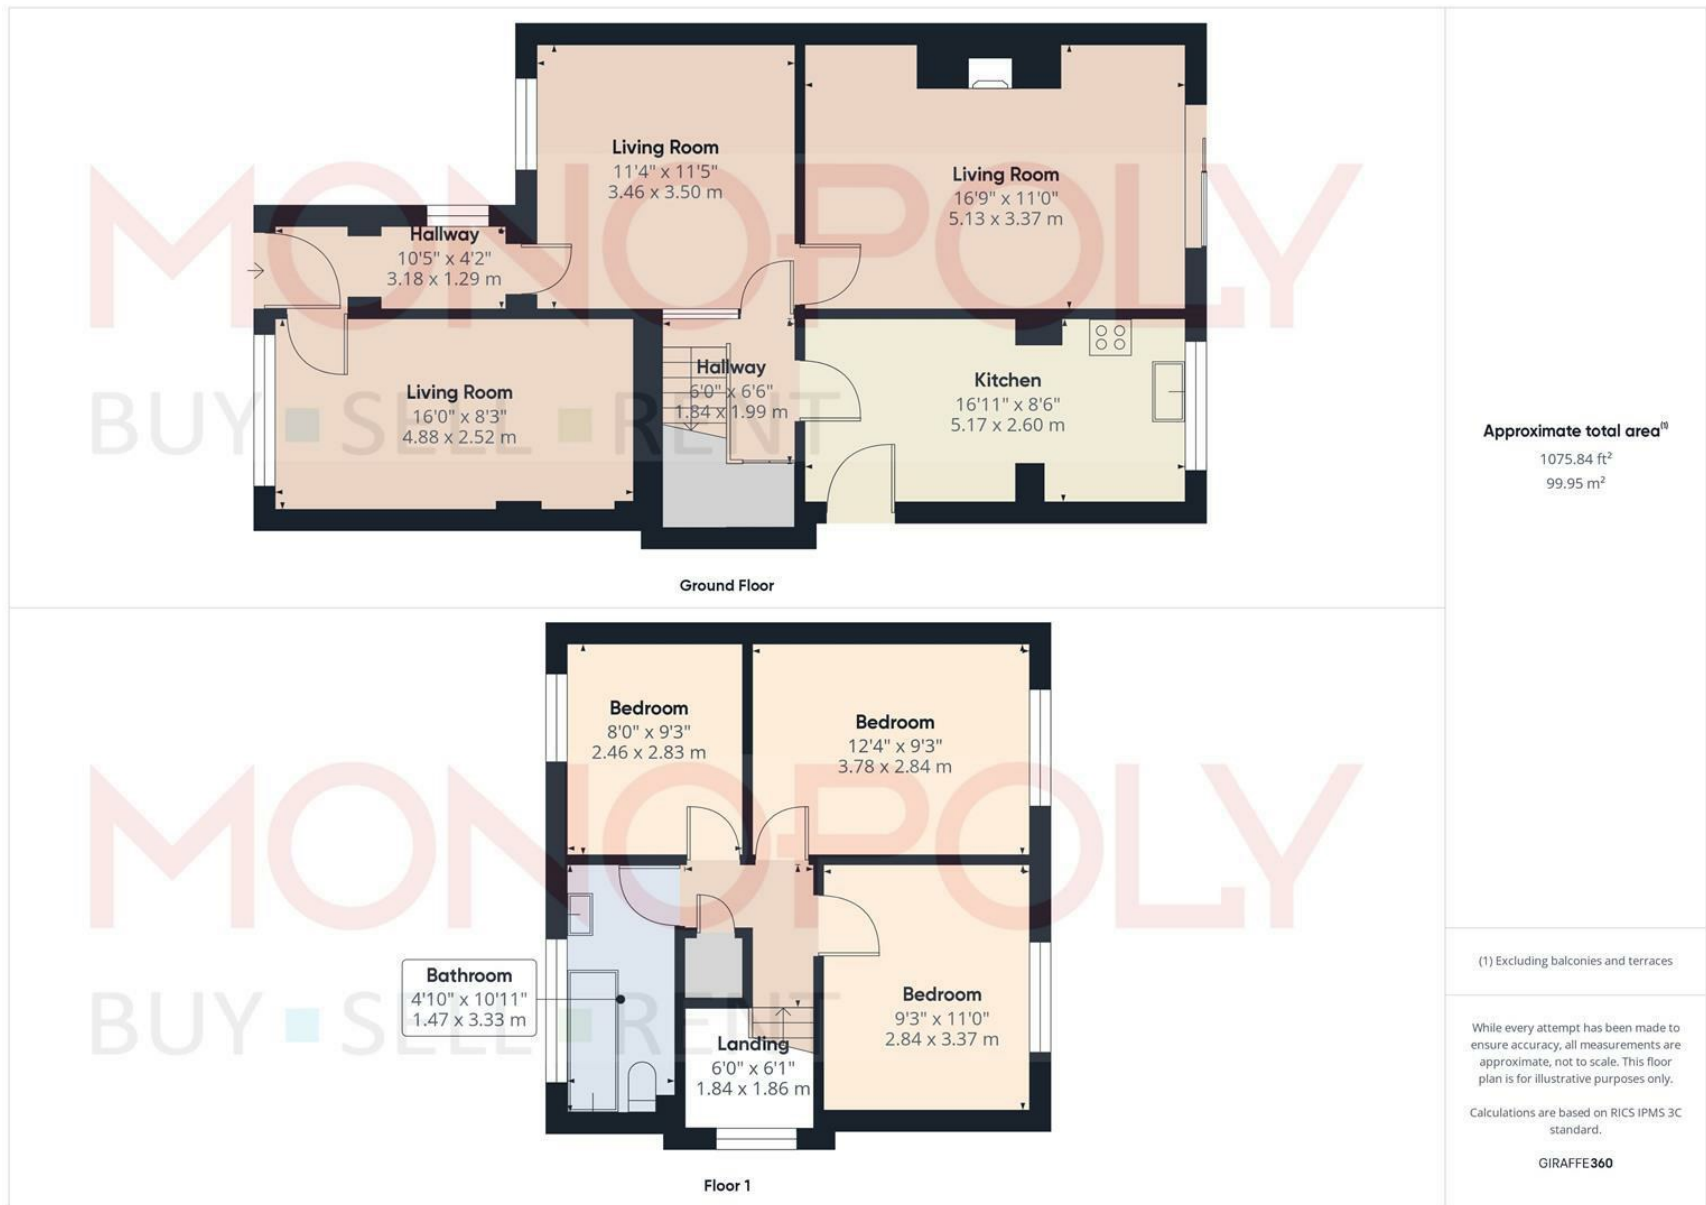 MONOPOLY
BUY SELL RENT
Living Room
11'4" x 11'5"
3.46 x 3.50 m
Living Room
16'9" x 11'0"
5.13 x 3.37 m
Hallway
10'5" x 4'2"
3.18 x 1.29 m
Living Room
16'0" x 8'3"
4.88 x 2.52 m
Hallway
6'0" x 6'6"
1.84 x 1.99 m
Kitchen
16'11" x 8'6"
5.17 x 2.60 m
Ground Floor
MONOPOLY
BUY SELL RENT
Bedroom
8'0" x 9'3"
2.46 x 2.83 m
Bedroom
12'4" x 9'3"
3.78 x 2.84 m
Bathroom
4'10" x 10'11"
1.47 x 3.33 m
Landing
6'0" x 6'1"
1.84 x 1.86 m
Bedroom
9'3" x 11'0"
2.84 x 3.37 m
Floor 1
Approximate total area(1)
1075.84 ft²
99.95 m²
(1) Excluding balconies and terraces
While every attempt has been made to
ensure accuracy, all measurements are
approximate, not to scale. This floor
plan is for illustrative purposes only.
Calculations are based on RICS IPMS 3C
standard.
GIRAFFE360